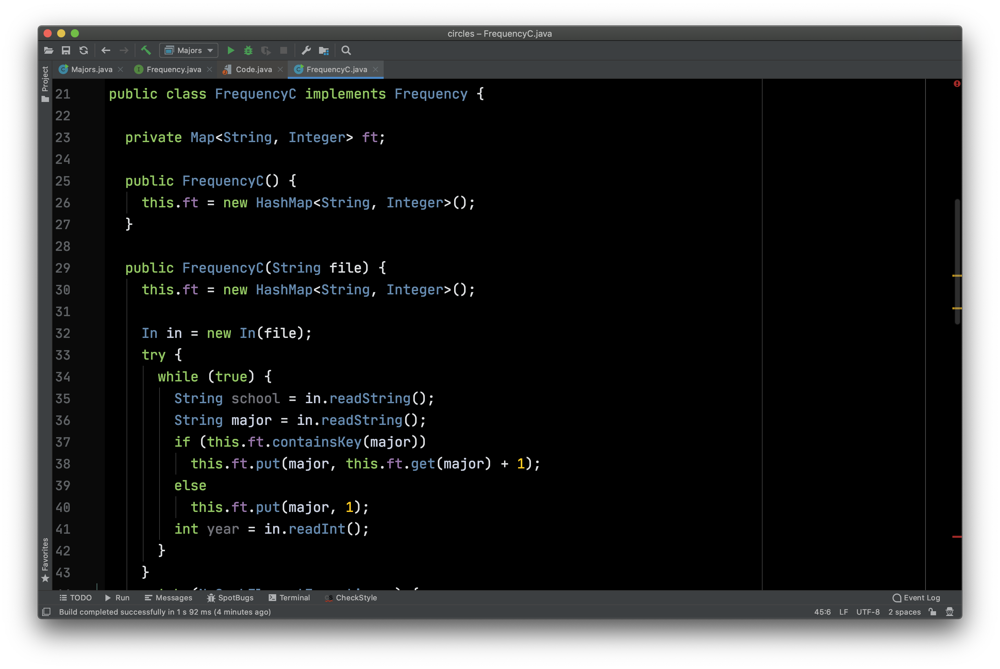 circles – FrequencyC.java
Majors
Majors.java Frequency.java Code.java FrequencyC.java
Project
21 public class FrequencyC implements Frequency {
22
23 private Map<String, Integer> ft;
24
25 public FrequencyC() {
26 this.ft = new HashMap<String, Integer>();
27 }
28
29 public FrequencyC(String file) {
30 this.ft = new HashMap<String, Integer>();
31
32 In in = new In(file);
33 try {
34 while (true) {
35 String school = in.readString();
36 String major = in.readString();
37 if (this.ft.containsKey(major))
38 this.ft.put(major, this.ft.get(major) + 1);
39 else
40 this.ft.put(major, 1);
41 int year = in.readInt();
42 }
43 }
Favorites
TODO Run Messages SpotBugs Terminal CheckStyle Event Log
Build completed successfully in 1 s 92 ms (4 minutes ago) 45:6 LF UTF-8 2 spaces